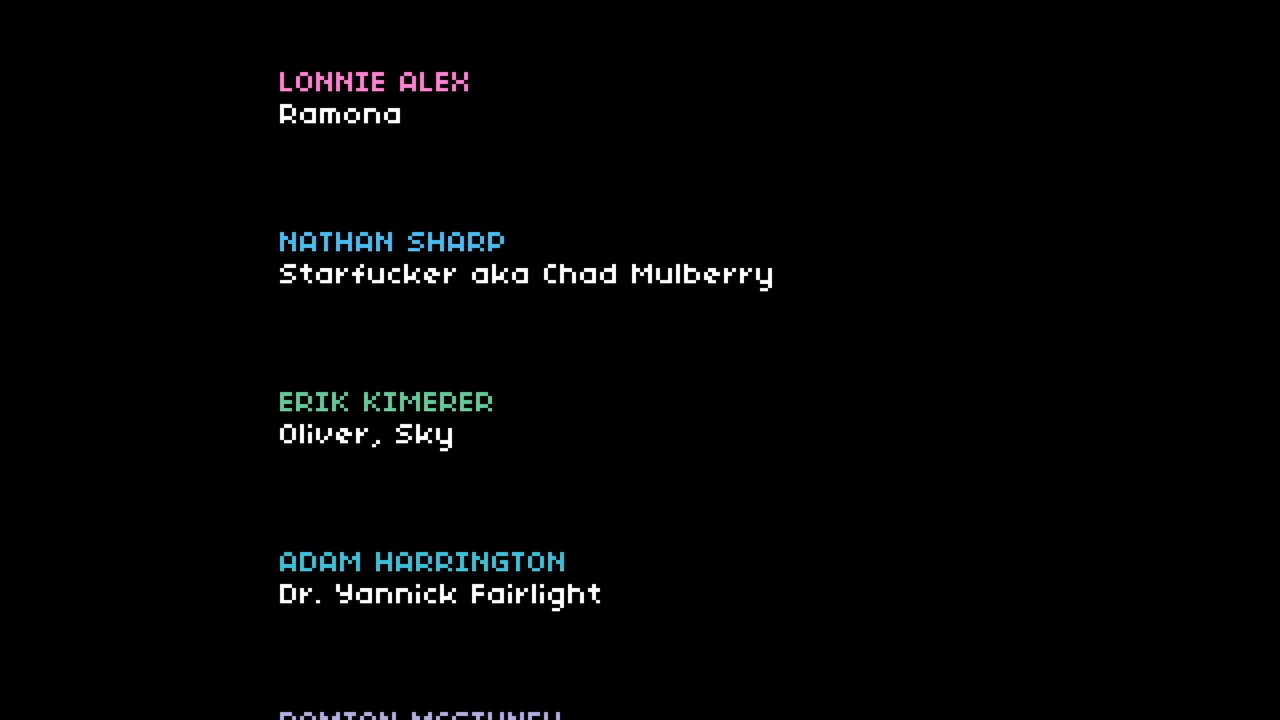 LONNIE ALEX
Ramona
NATHAN SHARP
Starfucker aka Chad Mulberry
ERIK KIMERER
Oliver, Sky
ADAM HARRINGTON
Dr. Yannick Fairlight